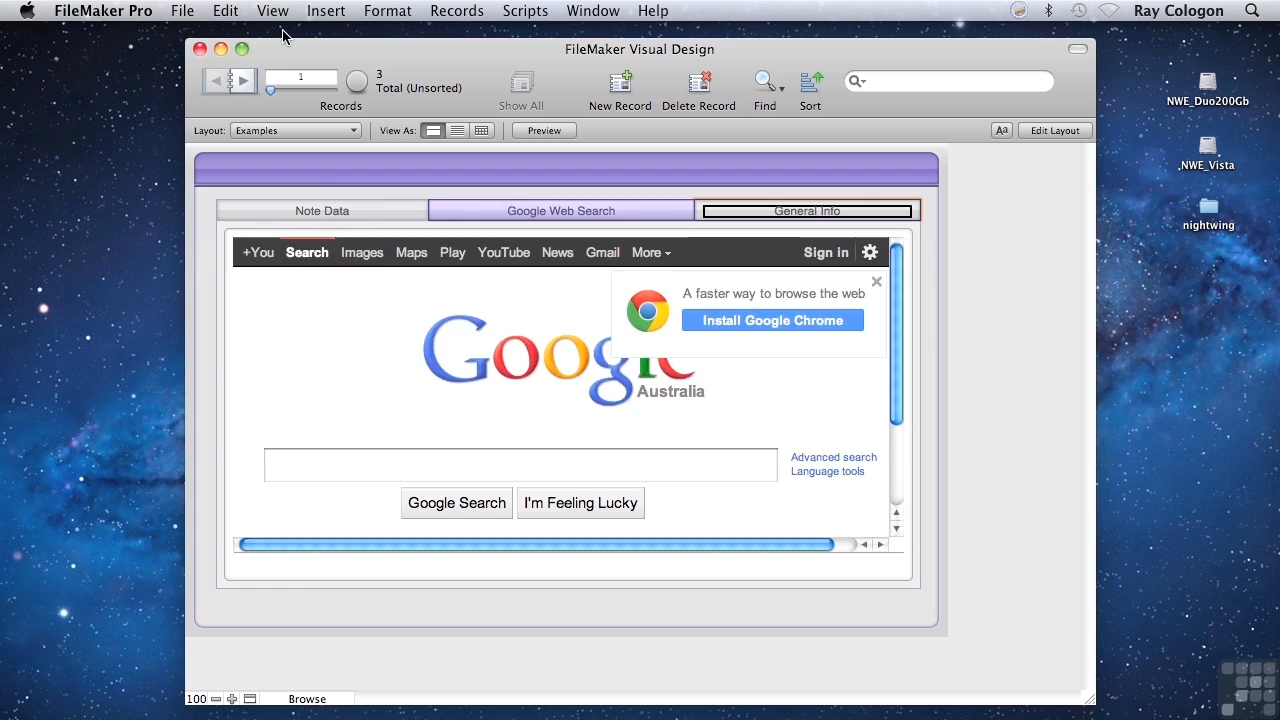 FileMaker Pro File Edit View Insert Format Records Scripts Window Help Ray Cologon
FileMaker Visual Design
1
3
Total (Unsorted)
Records Show All New Record Delete Record Find Sort
Layout: Examples View As: Preview Aa Edit Layout
NWE_Duo200Gb
NWE_Vista
nightwing
Note Data Google Web Search General Info
+You Search Images Maps Play YouTube News Gmail More Sign in
A faster way to browse the web
Install Google Chrome
Google
Australia
Advanced search
Language tools
Google Search I'm Feeling Lucky
100 Browse